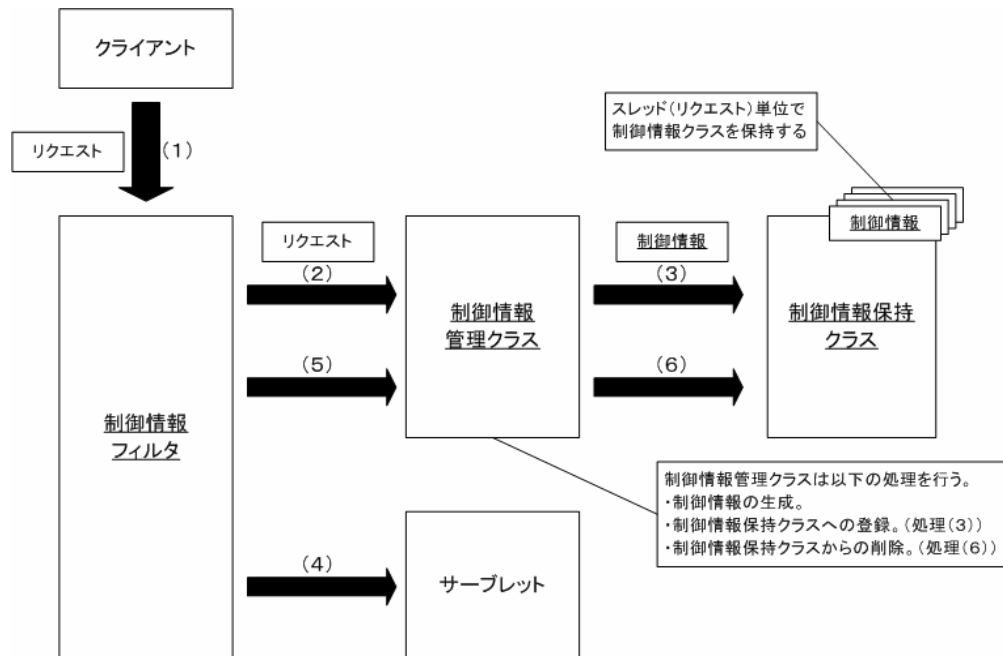 クライアント
スレッド(リクエスト)単位で
制御情報クラスを保持する
リクエスト
(1)
制御情報
リクエスト
制御情報
(2)
(3)
制御情報
管理クラス
制御情報保持
クラス
(5)
(6)
制御情報
フィルタ
制御情報管理クラスは以下の処理を行う。
・制御情報の生成。
・制御情報保持クラスへの登録。(処理(3))
・制御情報保持クラスからの削除。(処理(6))
(4)
サーブレット